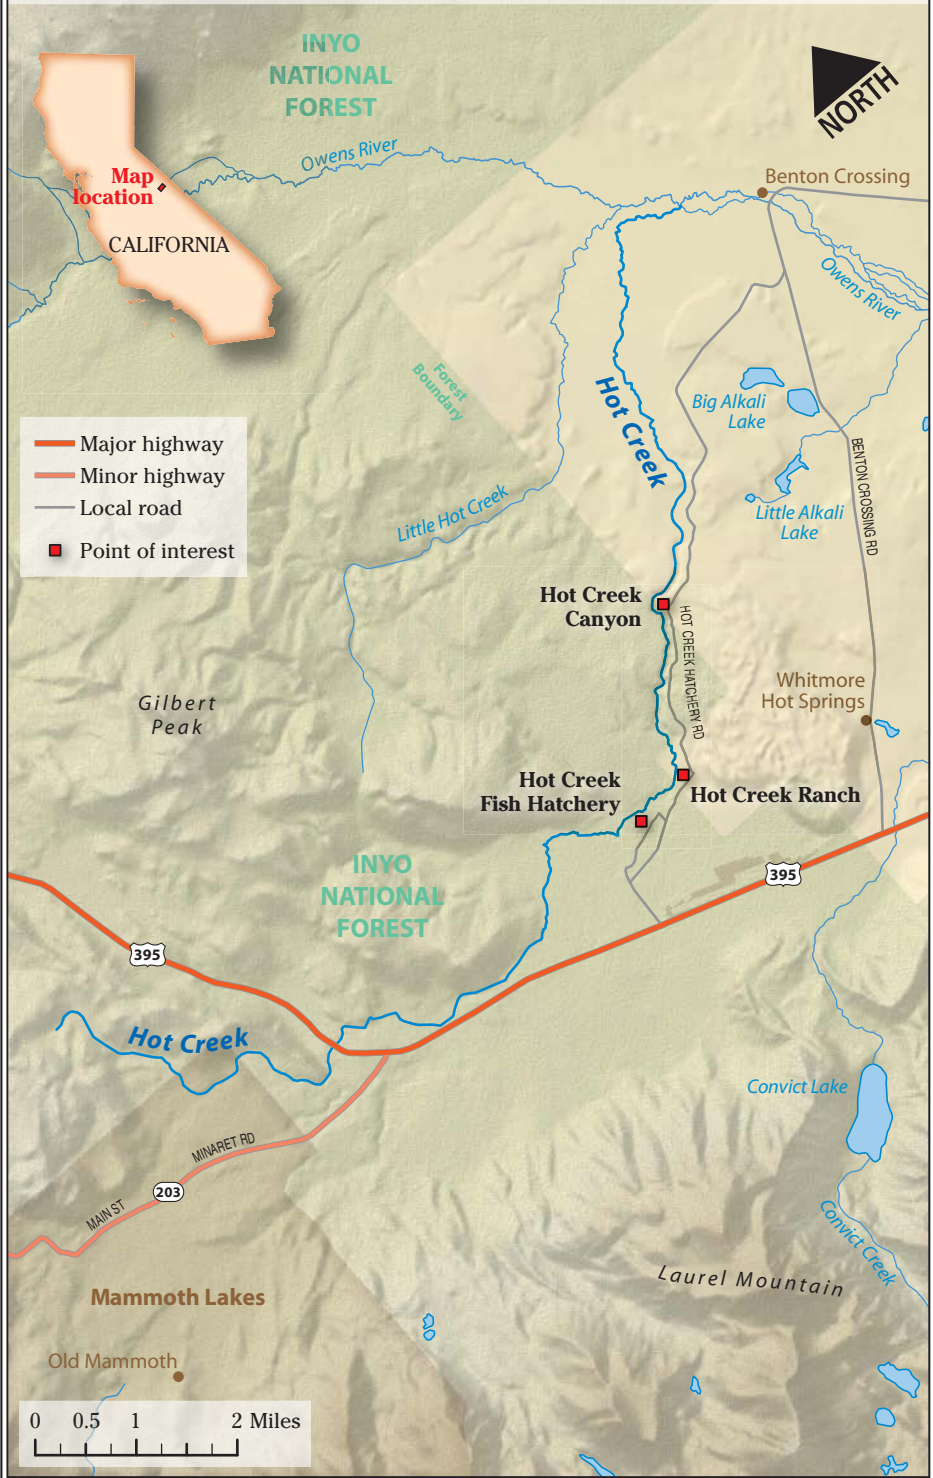 INYO
NATIONAL
FOREST
NORTH
Owens River
Map
location
CALIFORNIA
Benton Crossing
Owens River
Forest
Boundary
Hot Creek
Big Alkali
Lake
Major highway
Minor highway
Local road
Point of interest
BENTON CROSSING RD
Little Hot Creek
Little Alkali
Lake
Hot Creek
Canyon
HOT CREEK HATCHERY RD
Whitmore
Hot Springs
Gilbert
Peak
Hot Creek
Fish Hatchery
Hot Creek Ranch
INYO
NATIONAL
FOREST
395
395
Hot Creek
Convict Lake
MINARET RD
203
MAIN ST
Convict Creek
Laurel Mountain
Mammoth Lakes
Old Mammoth
0 0.5 1 2 Miles